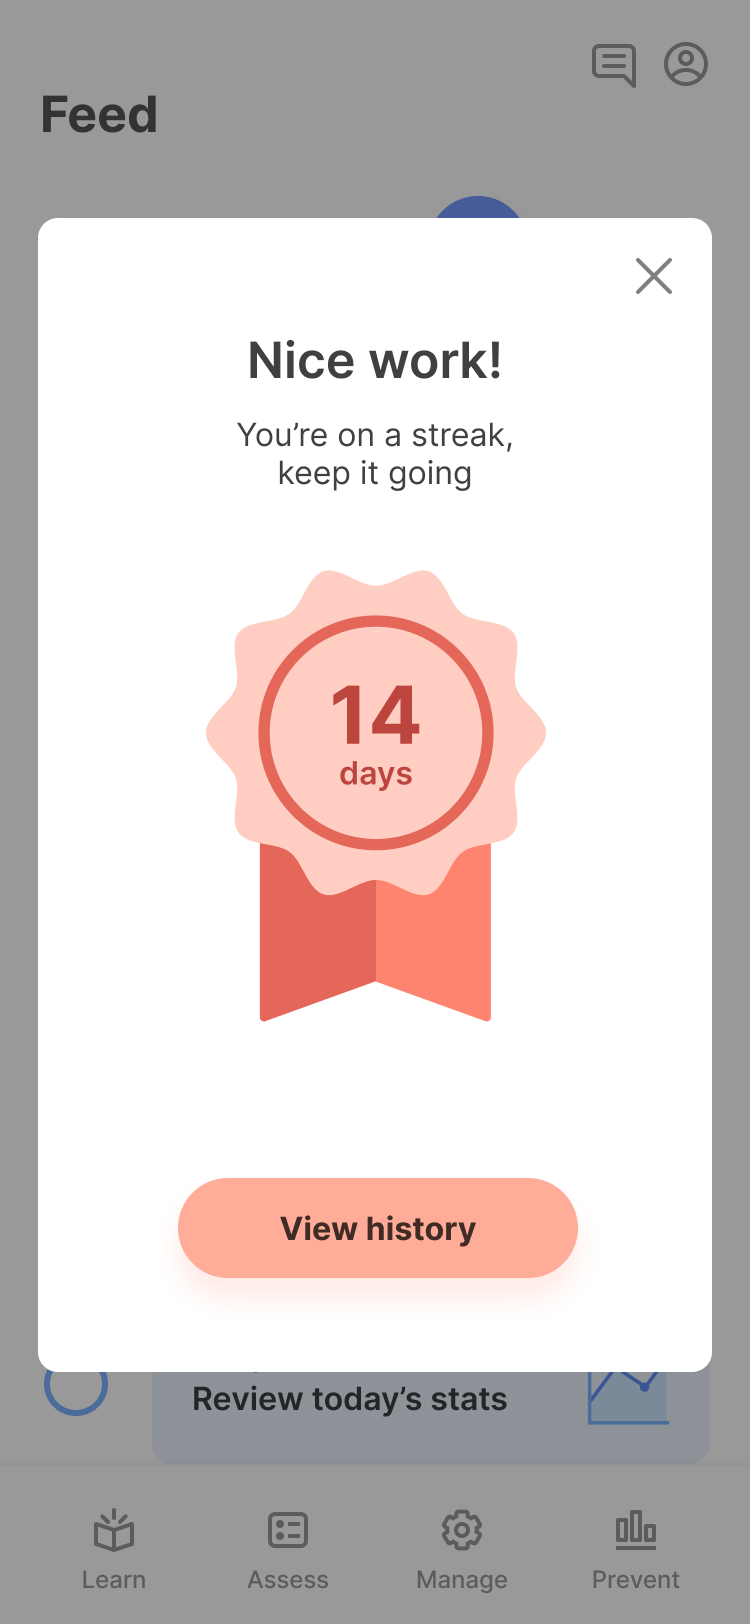 Feed
Nice work!
You’re on a streak,
keep it going
14
days
View history
Review today’s stats
Learn
Assess
Manage
Prevent